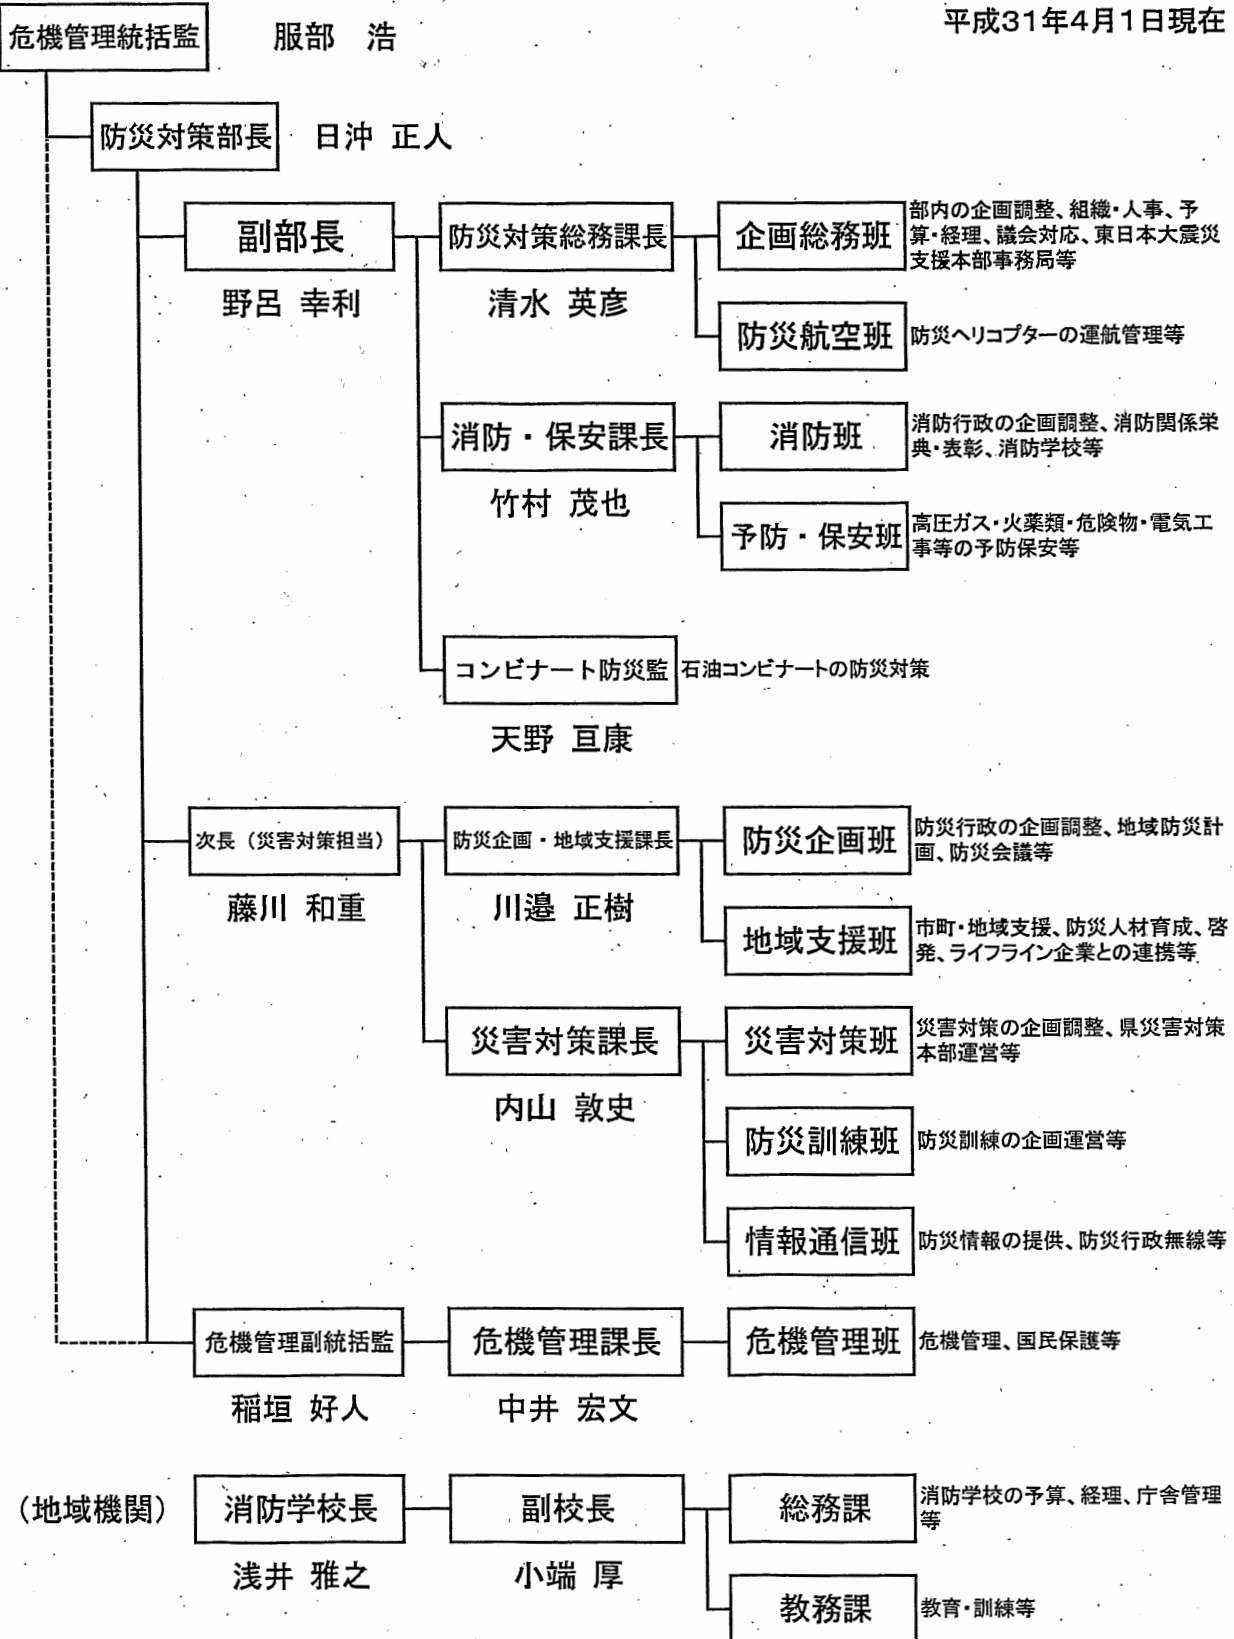 平成31年4月1日現在
危機管理統括監
服部　浩
防災対策部長
日沖 正人
副部長
野呂 幸利
防災対策総務課長
清水 英彦
企画総務班
部内の企画調整、組織・人事、予
算・経理、議会対応、東日本大震災
支援本部事務局等
防災航空班
防災ヘリコプターの運航管理等
消防・保安課長
竹村 茂也
消防班
消防行政の企画調整、消防関係栄
典・表彰、消防学校等
予防・保安班
高圧ガス・火薬類・危険物・電気工
事等の予防保安等
コンビナート防災監
石油コンビナートの防災対策
天野 亘康
次長（災害対策担当）
藤川 和重
防災企画・地域支援課長
川邉 正樹
防災企画班
防災行政の企画調整、地域防災計
画、防災会議等
地域支援班
市町・地域支援、防災人材育成、啓
発、ライフライン企業との連携等
災害対策課長
内山 敦史
災害対策班
災害対策の企画調整、県災害対策
本部運営等
防災訓練班
防災訓練の企画運営等
情報通信班
防災情報の提供、防災行政無線等
危機管理副統括監
稲垣 好人
危機管理課長
中井 宏文
危機管理班
危機管理、国民保護等
（地域機関）
消防学校長
浅井 雅之
副校長
小端 厚
総務課
消防学校の予算、経理、庁舎管理
等
教務課
教育・訓練等